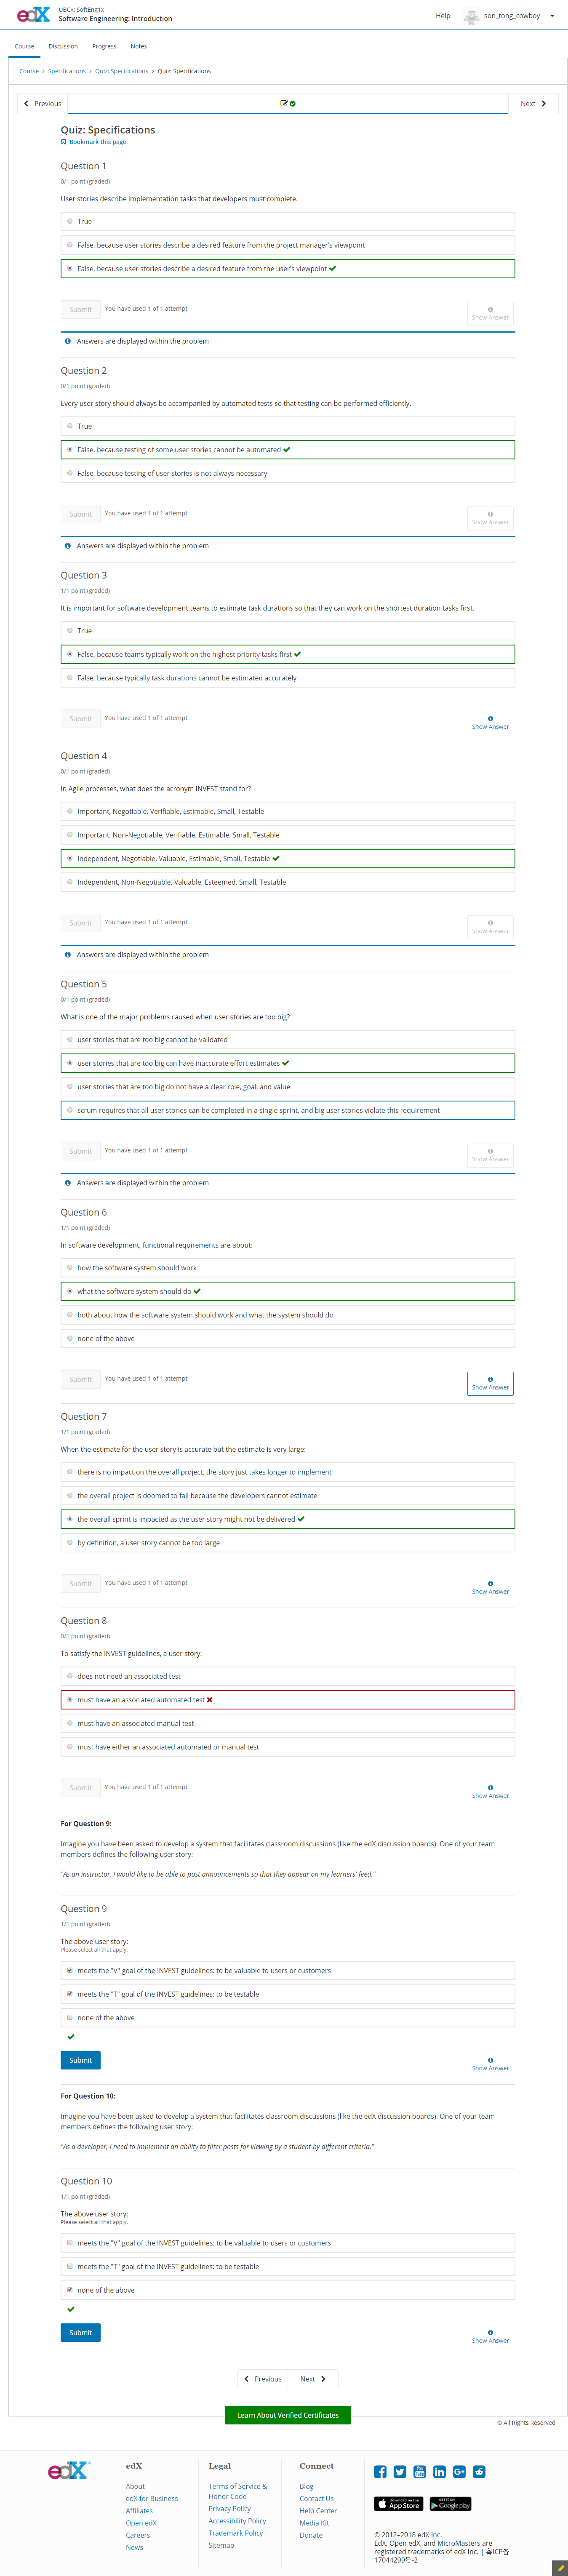 edX
UBCx: SoftEng1x
Software Engineering: Introduction
Help
son_tong_cowboy
Course Discussion Progress Notes
Course > Specifications > Quiz: Specifications > Quiz: Specifications
Previous
Next
Quiz: Specifications
Bookmark this page
Question 1
0/1 point (graded)
User stories describe implementation tasks that developers must complete.
True
False, because user stories describe a desired feature from the project manager's viewpoint
False, because user stories describe a desired feature from the user's viewpoint
Submit
You have used 1 of 1 attempt
Show Answer
Answers are displayed within the problem
Question 2
0/1 point (graded)
Every user story should always be accompanied by automated tests so that testing can be performed efficiently.
True
False, because testing of some user stories cannot be automated
False, because testing of user stories is not always necessary
Submit
You have used 1 of 1 attempt
Show Answer
Answers are displayed within the problem
Question 3
1/1 point (graded)
It is important for software development teams to estimate task durations so that they can work on the shortest duration tasks first.
True
False, because teams typically work on the highest priority tasks first
False, because typically task durations cannot be estimated accurately
Submit
You have used 1 of 1 attempt
Show Answer
Question 4
0/1 point (graded)
In Agile processes, what does the acronym INVEST stand for?
Important, Negotiable, Verifiable, Estimable, Small, Testable
Important, Non-Negotiable, Verifiable, Estimable, Small, Testable
Independent, Negotiable, Valuable, Estimable, Small, Testable
Independent, Non-Negotiable, Valuable, Esteemed, Small, Testable
Submit
You have used 1 of 1 attempt
Show Answer
Answers are displayed within the problem
Question 5
0/1 point (graded)
What is one of the major problems caused when user stories are too big?
user stories that are too big cannot be validated
user stories that are too big can have inaccurate effort estimates
user stories that are too big do not have a clear role, goal, and value
scrum requires that all user stories can be completed in a single sprint, and big user stories violate this requirement
Submit
You have used 1 of 1 attempt
Show Answer
Answers are displayed within the problem
Question 6
1/1 point (graded)
In software development, functional requirements are about:
how the software system should work
what the software system should do
both about how the software system should work and what the system should do
none of the above
Submit
You have used 1 of 1 attempt
Show Answer
Question 7
1/1 point (graded)
When the estimate for the user story is accurate but the estimate is very large:
there is no impact on the overall project, the story just takes longer to implement
the overall project is doomed to fail because the developers cannot estimate
the overall sprint is impacted as the user story might not be delivered
by definition, a user story cannot be too large
Submit
You have used 1 of 1 attempt
Show Answer
Question 8
0/1 point (graded)
To satisfy the INVEST guidelines, a user story:
does not need an associated test
must have an associated automated test
must have an associated manual test
must have either an associated automated or manual test
Submit
You have used 1 of 1 attempt
Show Answer
For Question 9:
Imagine you have been asked to develop a system that facilitates classroom discussions (like the edX discussion boards). One of your team
members defines the following user story:
"As an instructor, I would like to be able to post announcements so that they appear on my learners' feed."
Question 9
1/1 point (graded)
The above user story:
Please select all that apply.
meets the "V" goal of the INVEST guidelines: to be valuable to users or customers
meets the "T" goal of the INVEST guidelines: to be testable
none of the above
Submit
Show Answer
For Question 10:
Imagine you have been asked to develop a system that facilitates classroom discussions (like the edX discussion boards). One of your team
members defines the following user story:
"As a developer, I need to implement an ability to filter posts for viewing by a student by different criteria."
Question 10
1/1 point (graded)
The above user story:
Please select all that apply.
meets the "V" goal of the INVEST guidelines: to be valuable to users or customers
meets the "T" goal of the INVEST guidelines: to be testable
none of the above
Submit
Show Answer
Previous Next
Learn About Verified Certificates
© All Rights Reserved
edX
edX
About
edX for Business
Affiliates
Open edX
Careers
News
Legal
Terms of Service &
Honor Code
Privacy Policy
Accessibility Policy
Trademark Policy
Sitemap
Connect
Blog
Contact Us
Help Center
Media Kit
Donate
Download on the
App Store
GET IT ON
Google play
© 2012–2018 edX Inc.
EdX, Open edX, and MicroMasters are
registered trademarks of edX Inc. | 粤ICP备
17044299号-2